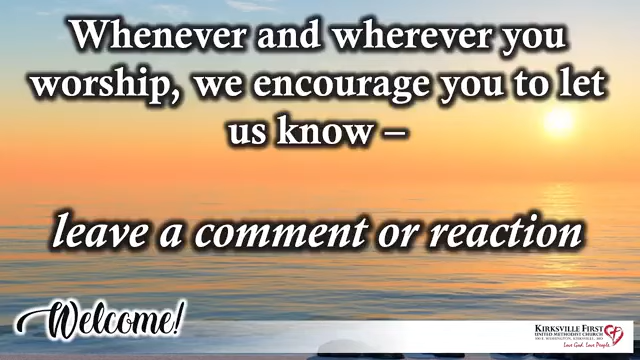 Whenever and wherever you
worship, we encourage you to let
us know –
leave a comment or reaction
Welcome!
KIRKSVILLE FIRST
UNITED METHODIST CHURCH
Love God. Love People.